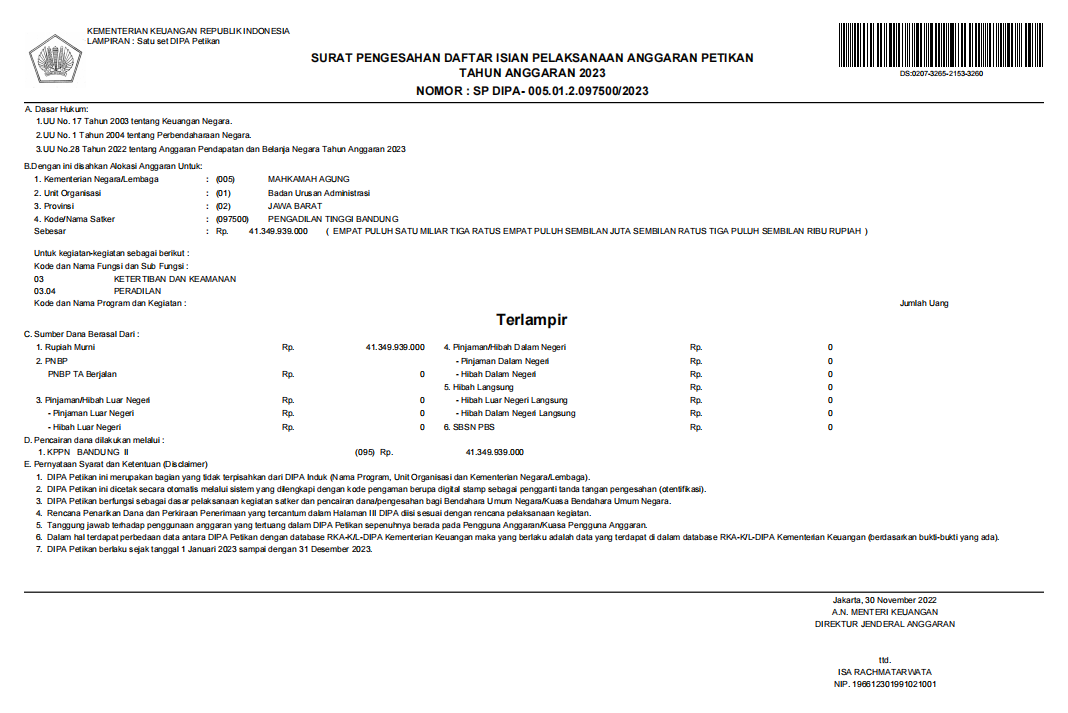 KEMENTERIAN KEUANGAN REPUBLIK INDONESIA
LAMPIRAN : Satu set DIPA Petikan
DS:0207-3265-2153-3260
SURAT PENGESAHAN DAFTAR ISIAN PELAKSANAAN ANGGARAN PETIKAN
TAHUN ANGGARAN 2023
NOMOR : SP DIPA- 005.01.2.097500/2023
A. Dasar Hukum:
1.UU No. 17 Tahun 2003 tentang Keuangan Negara.
2.UU No. 1 Tahun 2004 tentang Perbendaharaan Negara.
3.UU No.28 Tahun 2022 tentang Anggaran Pendapatan dan Belanja Negara Tahun Anggaran 2023
B.Dengan ini disahkan Alokasi Anggaran Untuk:
1. Kementerian Negara/Lembaga : (005) MAHKAMAH AGUNG
2. Unit Organisasi : (01) Badan Urusan Administrasi
3. Provinsi : (02) JAWA BARAT
4. Kode/Nama Satker : (097500) PENGADILAN TINGGI BANDUNG
Sebesar : Rp. 41.349.939.000 ( EMPAT PULUH SATU MILIAR TIGA RATUS EMPAT PULUH SEMBILAN JUTA SEMBILAN RATUS TIGA PULUH SEMBILAN RIBU RUPIAH )
Untuk kegiatan-kegiatan sebagai berikut :
Kode dan Nama Fungsi dan Sub Fungsi :
03 KETERTIBAN DAN KEAMANAN
03.04 PERADILAN
Kode dan Nama Program dan Kegiatan : Jumlah Uang
Terlampir
C. Sumber Dana Berasal Dari :
1. Rupiah Murni Rp. 41.349.939.000 4. Pinjaman/Hibah Dalam Negeri Rp. 0
2. PNBP - Pinjaman Dalam Negeri Rp. 0
PNBP TA Berjalan Rp. 0 - Hibah Dalam Negeri Rp. 0
5. Hibah Langsung Rp. 0
3. Pinjaman/Hibah Luar Negeri Rp. 0 - Hibah Luar Negeri Langsung Rp. 0
- Pinjaman Luar Negeri Rp. 0 - Hibah Dalam Negeri Langsung Rp. 0
- Hibah Luar Negeri Rp. 0 6. SBSN PBS Rp. 0
D. Pencairan dana dilakukan melalui :
1. KPPN BANDUNG II (095) Rp. 41.349.939.000
E. Pernyataan Syarat dan Ketentuan (Disclaimer)
1. DIPA Petikan ini merupakan bagian yang tidak terpisahkan dari DIPA Induk (Nama Program, Unit Organisasi dan Kementerian Negara/Lembaga).
2. DIPA Petikan ini dicetak secara otomatis melalui sistem yang dilengkapi dengan kode pengaman berupa digital stamp sebagai pengganti tanda tangan pengesahan (otentifikasi).
3. DIPA Petikan berfungsi sebagai dasar pelaksanaan kegiatan satker dan pencairan dana/pengesahan bagi Bendahara Umum Negara/Kuasa Bendahara Umum Negara.
4. Rencana Penarikan Dana dan Perkiraan Penerimaan yang tercantum dalam Halaman III DIPA diisi sesuai dengan rencana pelaksanaan kegiatan.
5. Tanggung jawab terhadap penggunaan anggaran yang tertuang dalam DIPA Petikan sepenuhnya berada pada Pengguna Anggaran/Kuasa Pengguna Anggaran.
6. Dalam hal terdapat perbedaan data antara DIPA Petikan dengan database RKA-K/L-DIPA Kementerian Keuangan maka yang berlaku adalah data yang terdapat di dalam database RKA-K/L-DIPA Kementerian Keuangan (berdasarkan bukti-bukti yang ada).
7. DIPA Petikan berlaku sejak tanggal 1 Januari 2023 sampai dengan 31 Desember 2023.
Jakarta, 30 November 2022
A.N. MENTERI KEUANGAN
DIREKTUR JENDERAL ANGGARAN
ttd.
ISA RACHMATARWATA
NIP. 196612301991021001